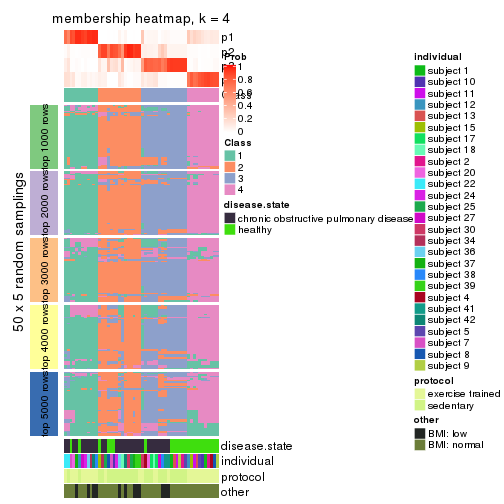 membership heatmap, k = 4
p1
p2
Prob
1
0.8
0.6
0.4
0.2
0
Class
1
2
3
4
disease.state
chronic obstructive pulmonary disease
healthy
50 x 5 random samplings
top 1000 rows
top 2000 rows
top 3000 rows
top 4000 rows
top 5000 rows
disease.state
individual
protocol
other
individual
subject 1
subject 10
subject 11
subject 12
subject 13
subject 15
subject 17
subject 18
subject 2
subject 20
subject 22
subject 24
subject 25
subject 27
subject 30
subject 34
subject 36
subject 37
subject 38
subject 39
subject 4
subject 41
subject 42
subject 5
subject 7
subject 8
subject 9
protocol
exercise trained
sedentary
other
BMI: low
BMI: normal